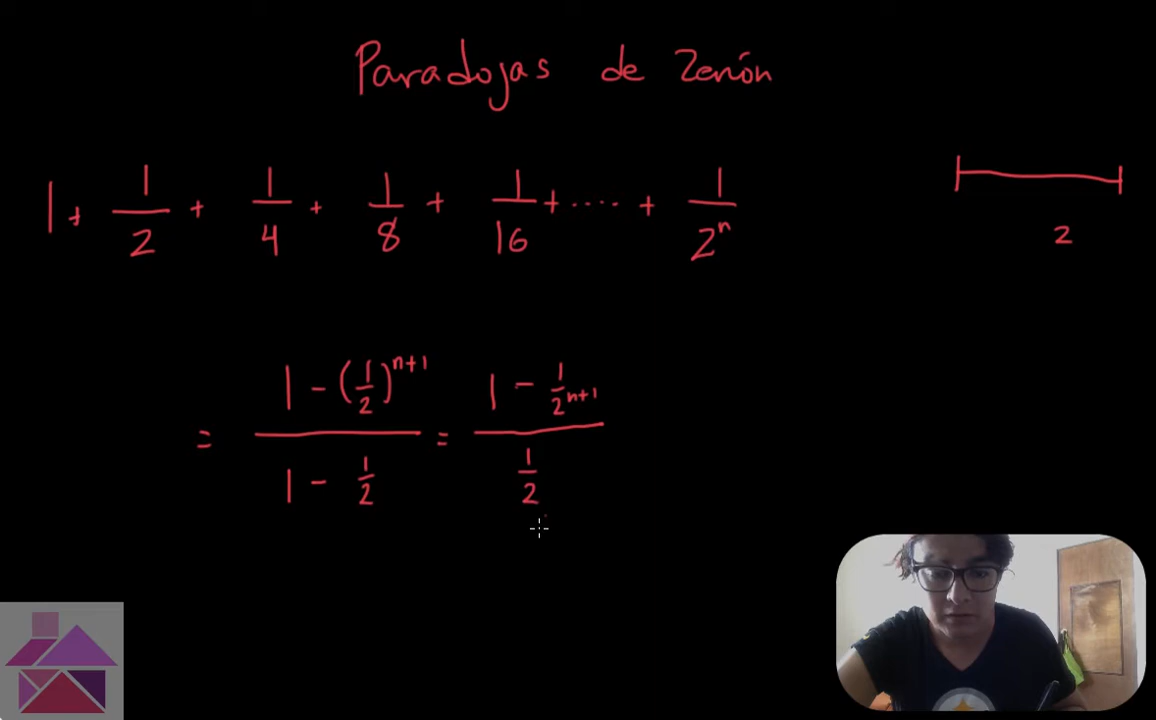 Paradojas de Zenón
1 + 1/2 + 1/4 + 1/8 + 1/16 + .... + 1/2^n
2
= (1 - (1/2)^(n+1)) / (1 - 1/2) = (1 - 1/2^(n+1)) / (1/2)